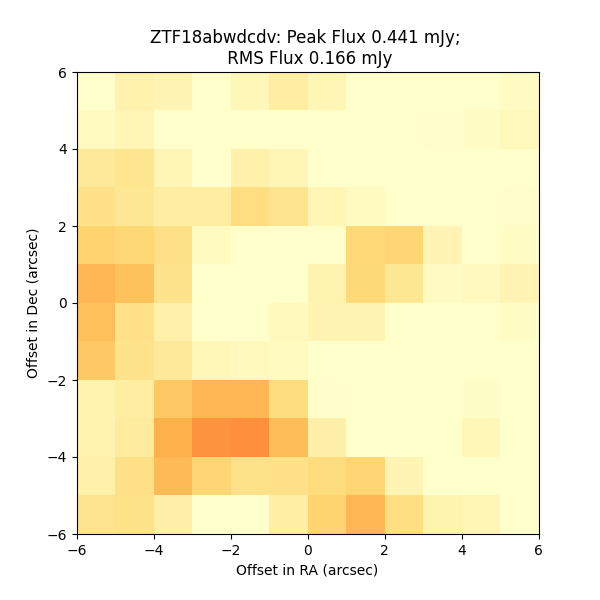 ZTF18abwdcdv: Peak Flux 0.441 mJy;
RMS Flux 0.166 mJy
6
4
2
0
−2
−4
−6
Offset in Dec (arcsec)
−6 −4 −2 0 2 4 6
Offset in RA (arcsec)